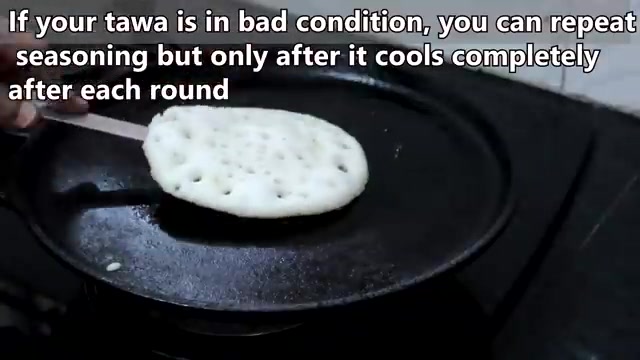 If your tawa is in bad condition, you can repeat
seasoning but only after it cools completely
after each round